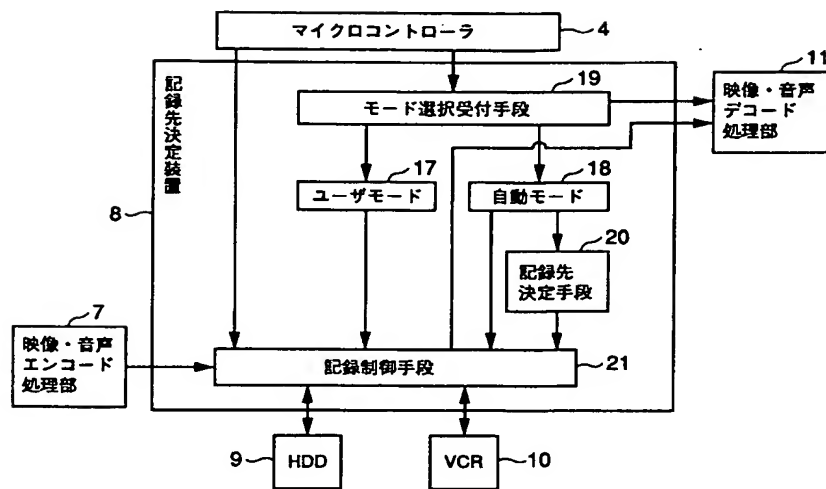 マイクロコントローラ
4
11
映像・音声
デコード
処理部
19
モード選択受付手段
記録先決定装置
8
17
ユーザモード
18
自動モード
20
記録先
決定手段
7
映像・音声
エンコード
処理部
記録制御手段
21
9
HDD
VCR
10